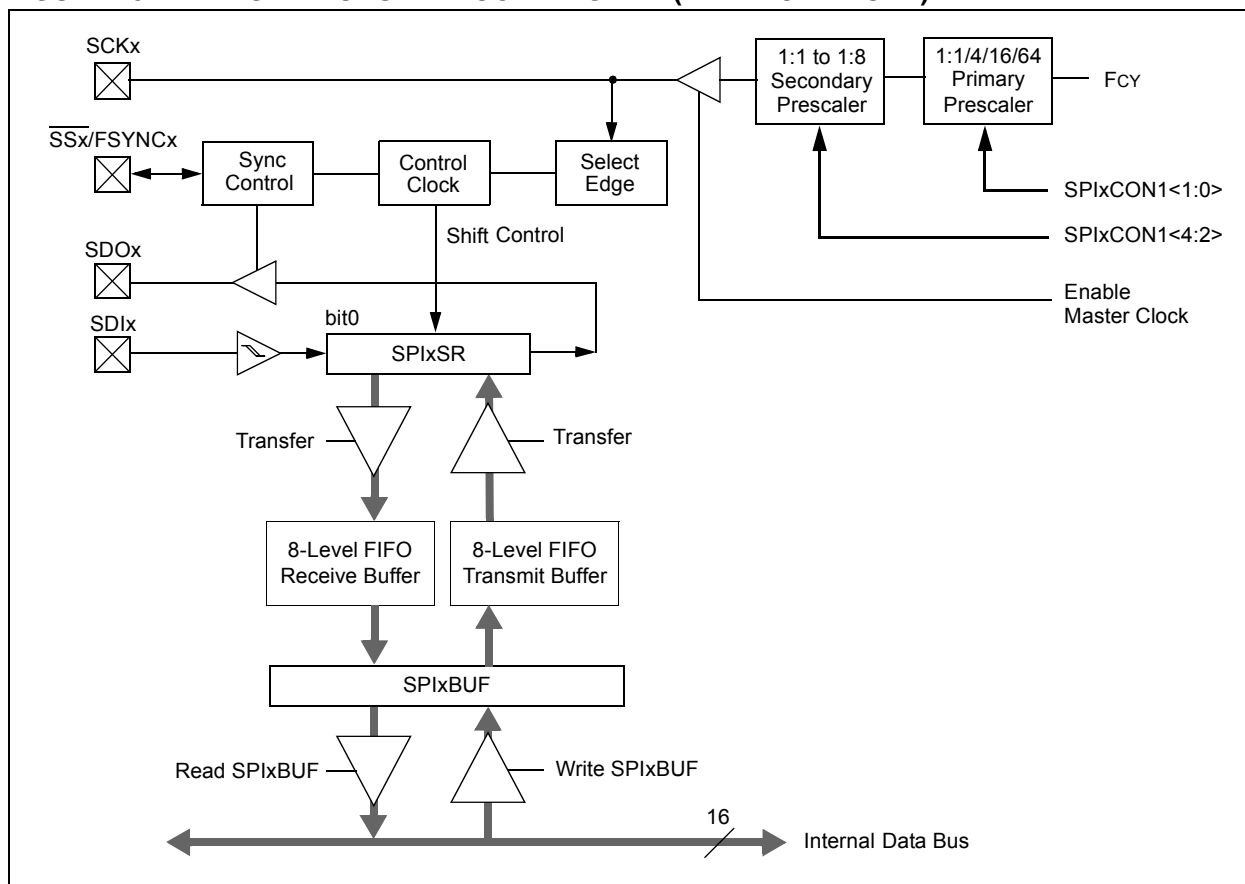 SCKx
1:1 to 1:8
Secondary
Prescaler
1:1/4/16/64
Primary
Prescaler
FCY
SSx/FSYNCx
Sync
Control
Control
Clock
Select
Edge
SPIxCON1<1:0>
Shift Control
SPIxCON1<4:2>
SDOx
Enable
Master Clock
SDIx
bit0
SPIxSR
Transfer
Transfer
8-Level FIFO
Receive Buffer
8-Level FIFO
Transmit Buffer
SPIxBUF
Read SPIxBUF
Write SPIxBUF
16
Internal Data Bus